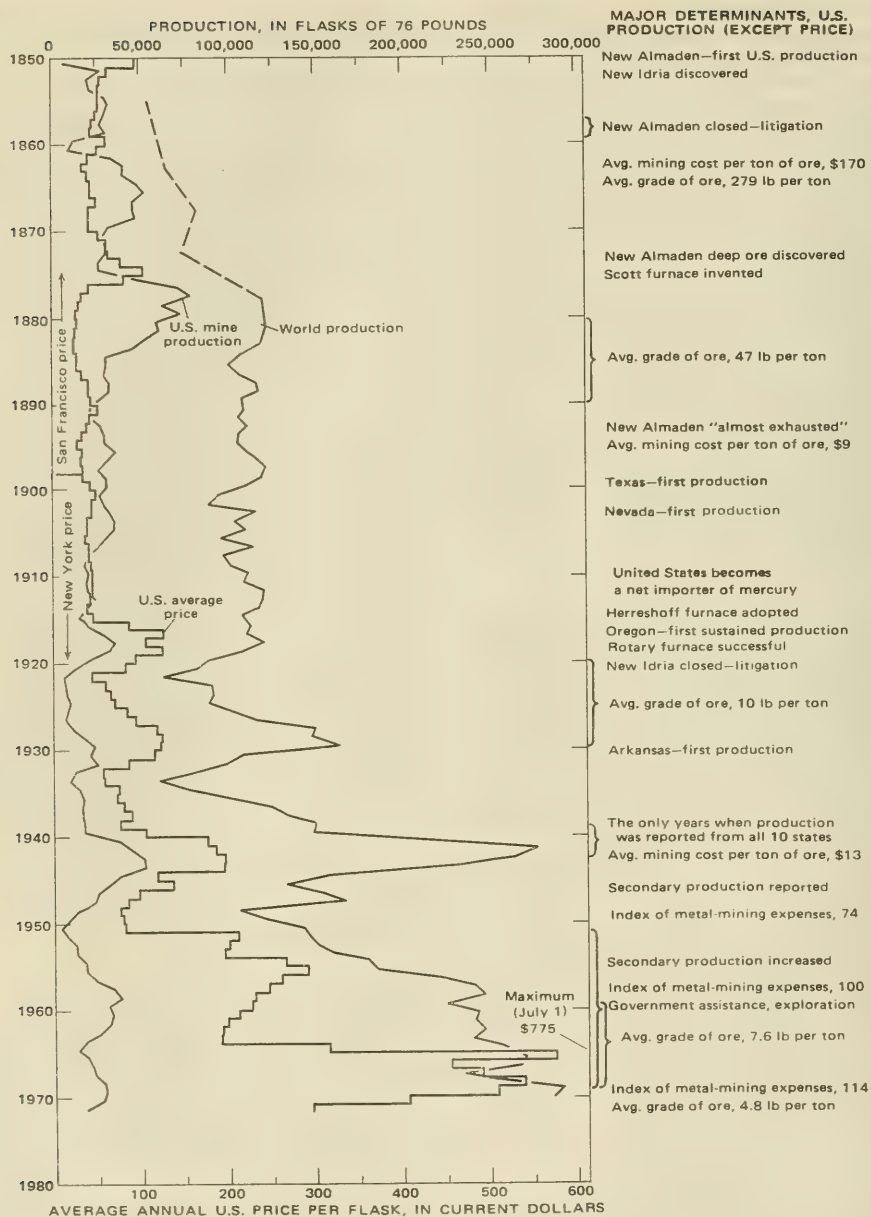 PRODUCTION, IN FLASKS OF 76 POUNDS
0 50,000 100,000 150,000 200,000 250,000 300,000
MAJOR DETERMINANTS, U.S.
PRODUCTION (EXCEPT PRICE)
1850
New Almaden—first U.S. production
New Idria discovered
New Almaden closed—litigation
1860
Avg. mining cost per ton of ore, $170
Avg. grade of ore, 279 lb per ton
1870
New Almaden deep ore discovered
Scott furnace invented
1880
U.S. mine
production
World production
San Francisco price
Avg. grade of ore, 47 lb per ton
1890
New Almaden "almost exhausted"
Avg. mining cost per ton of ore, $9
1900
Texas—first production
Nevada—first production
New York price
1910
United States becomes
a net importer of mercury
U.S. average
price
Herreshoff furnace adopted
Oregon—first sustained production
Rotary furnace successful
1920
New Idria closed—litigation
Avg. grade of ore, 10 lb per ton
1930
Arkansas—first production
1940
The only years when production
was reported from all 10 states
Avg. mining cost per ton of ore, $13
Secondary production reported
1950
Index of metal-mining expenses, 74
Secondary production increased
Index of metal-mining expenses, 100
Maximum
(July 1)
$775
Government assistance, exploration
1960
Avg. grade of ore, 7.6 lb per ton
1970
Index of metal-mining expenses, 114
Avg. grade of ore, 4.8 lb per ton
1980
100 200 300 400 500 600
AVERAGE ANNUAL U.S. PRICE PER FLASK, IN CURRENT DOLLARS